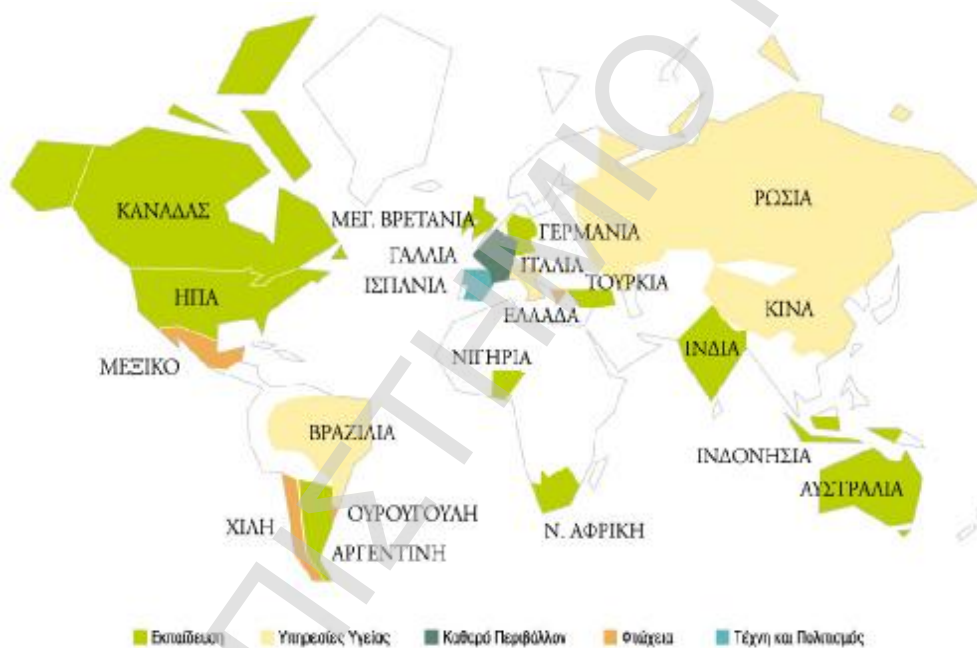 ΚΑΝΑΔΑΣ
ΡΩΣΙΑ
ΜΕΓ. ΒΡΕΤΑΝΙΑ
ΓΕΡΜΑΝΙΑ
ΓΑΛΛΙΑ
ΙΤΑΛΙΑ
ΙΣΠΑΝΙΑ
ΤΟΥΡΚΙΑ
ΗΠΑ
ΚΙΝΑ
ΕΛΛΑΔΑ
ΙΝΔΙΑ
ΜΕΞΙΚΟ
ΝΙΓΗΡΙΑ
ΒΡΑΖΙΛΙΑ
ΙΝΔΟΝΗΣΙΑ
ΑΥΣΤΡΑΛΙΑ
ΧΙΛΗ
ΟΥΡΟΥΓΟΥΛΗ
Ν. ΑΦΡΙΚΗ
ΑΡΓΕΝΤΙΝΗ
Εκπαίδευση Υπηρεσίες Υγείας Καθαρό Περιβάλλον Φτώχεια Τέχνη και Πολιτισμός